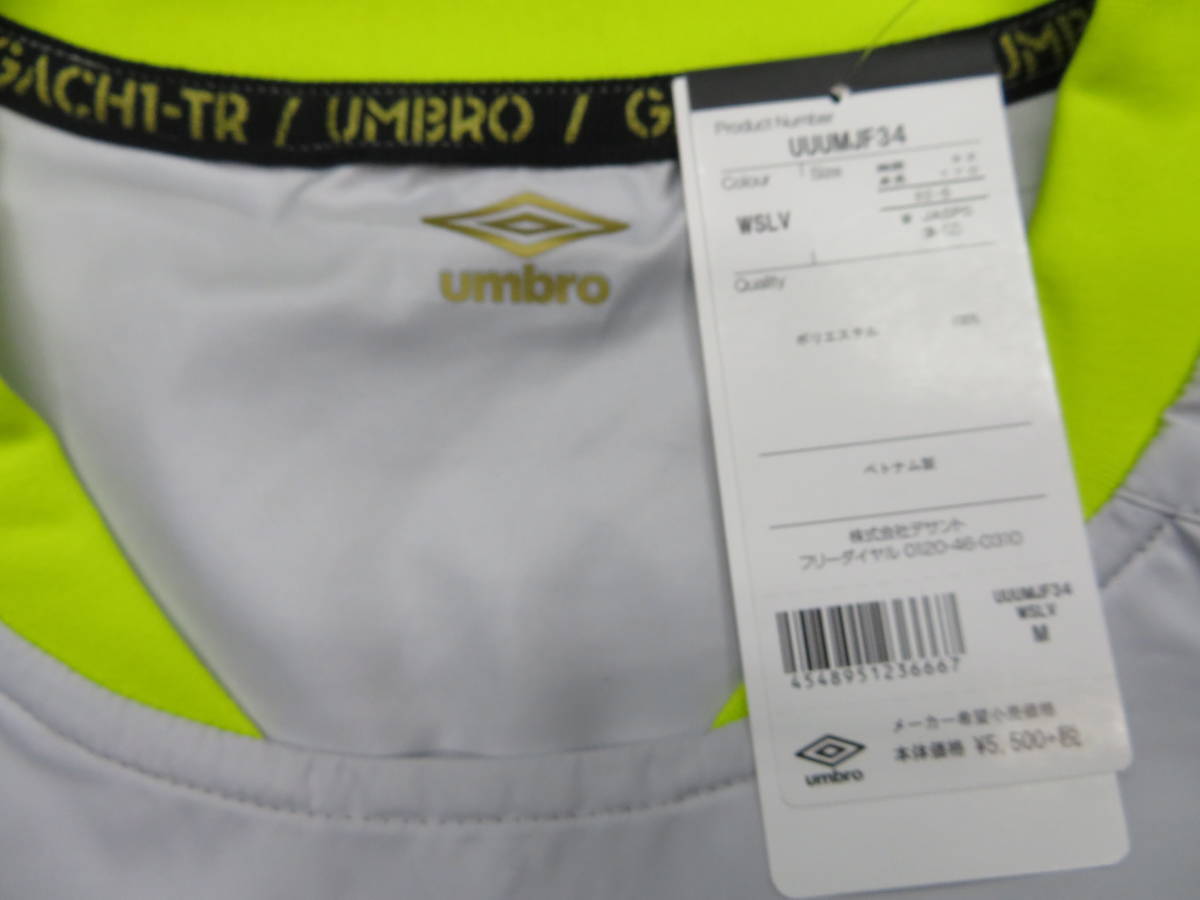 GACH1-TR / UMBRO / G
UMB
umbro
Product Number
UUUMJF34
Colour Size
WSLV
Quality
ポリエステル
ベトナム製
株式会社デサント
フリーダイヤル 0120-46-0310
UUUMJF34
WSLV
M
4548951236667
メーカー希望小売価格
本体価格 ¥5,500+税
umbro